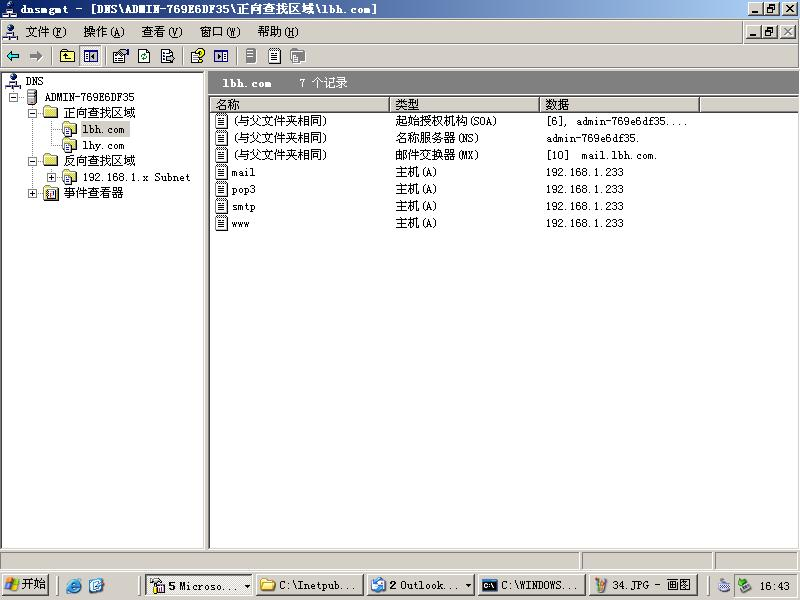 dnsmgmt - [DNS\ADMIN-769E6DF35\正向查找区域\lbh.com]
文件(F) 操作(A) 查看(V) 窗口(W) 帮助(H)
DNS
ADMIN-769E6DF35
正向查找区域
lbh.com
lhy.com
反向查找区域
192.168.1.x Subnet
事件查看器
lbh.com 7 个记录
名称 类型 数据
(与父文件夹相同) 起始授权机构(SOA) [6], admin-769e6df35....
(与父文件夹相同) 名称服务器(NS) admin-769e6df35.
(与父文件夹相同) 邮件交换器(MX) [10] mail.lbh.com.
mail 主机(A) 192.168.1.233
pop3 主机(A) 192.168.1.233
smtp 主机(A) 192.168.1.233
www 主机(A) 192.168.1.233
开始 5 Microso... C:\Inetpub... 2 Outlook... C:\WINDOWS... 34.JPG - 画图 16:43